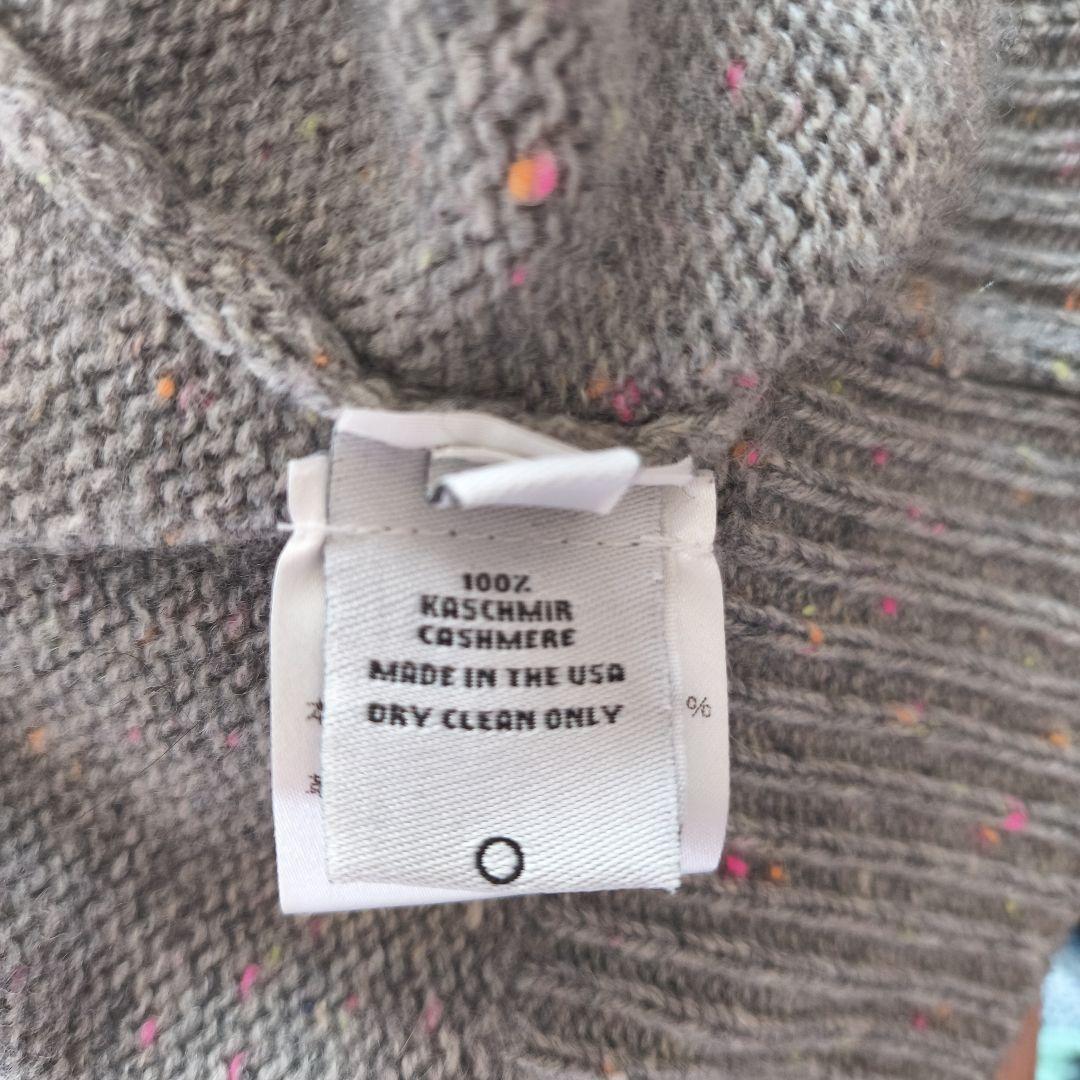 100%
KASCHMIR
CASHMERE
MADE IN THE USA
DRY CLEAN ONLY
%